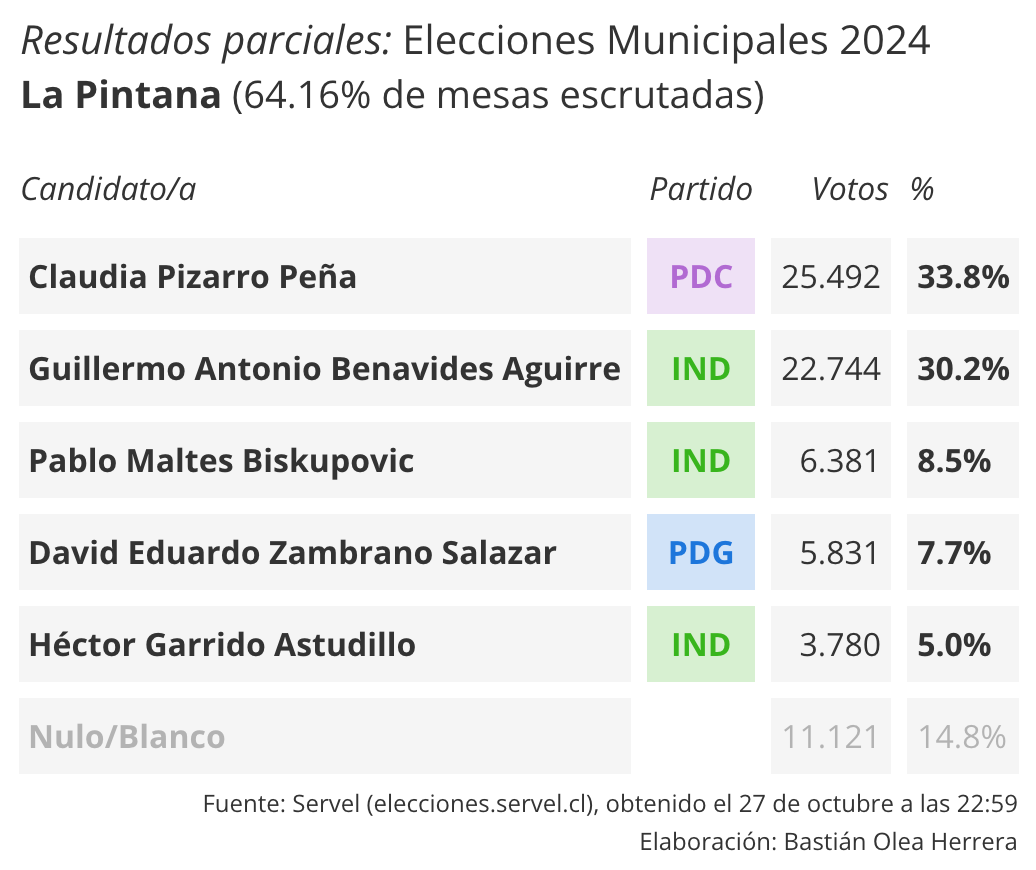 Resultados parciales: Elecciones Municipales 2024
La Pintana (64.16% de mesas escrutadas)
Candidato/a Partido Votos %
Claudia Pizarro Peña PDC 25.492 33.8%
Guillermo Antonio Benavides Aguirre IND 22.744 30.2%
Pablo Maltes Biskupovic IND 6.381 8.5%
David Eduardo Zambrano Salazar PDG 5.831 7.7%
Héctor Garrido Astudillo IND 3.780 5.0%
Nulo/Blanco 11.121 14.8%
Fuente: Servel (elecciones.servel.cl), obtenido el 27 de octubre a las 22:59
Elaboración: Bastián Olea Herrera